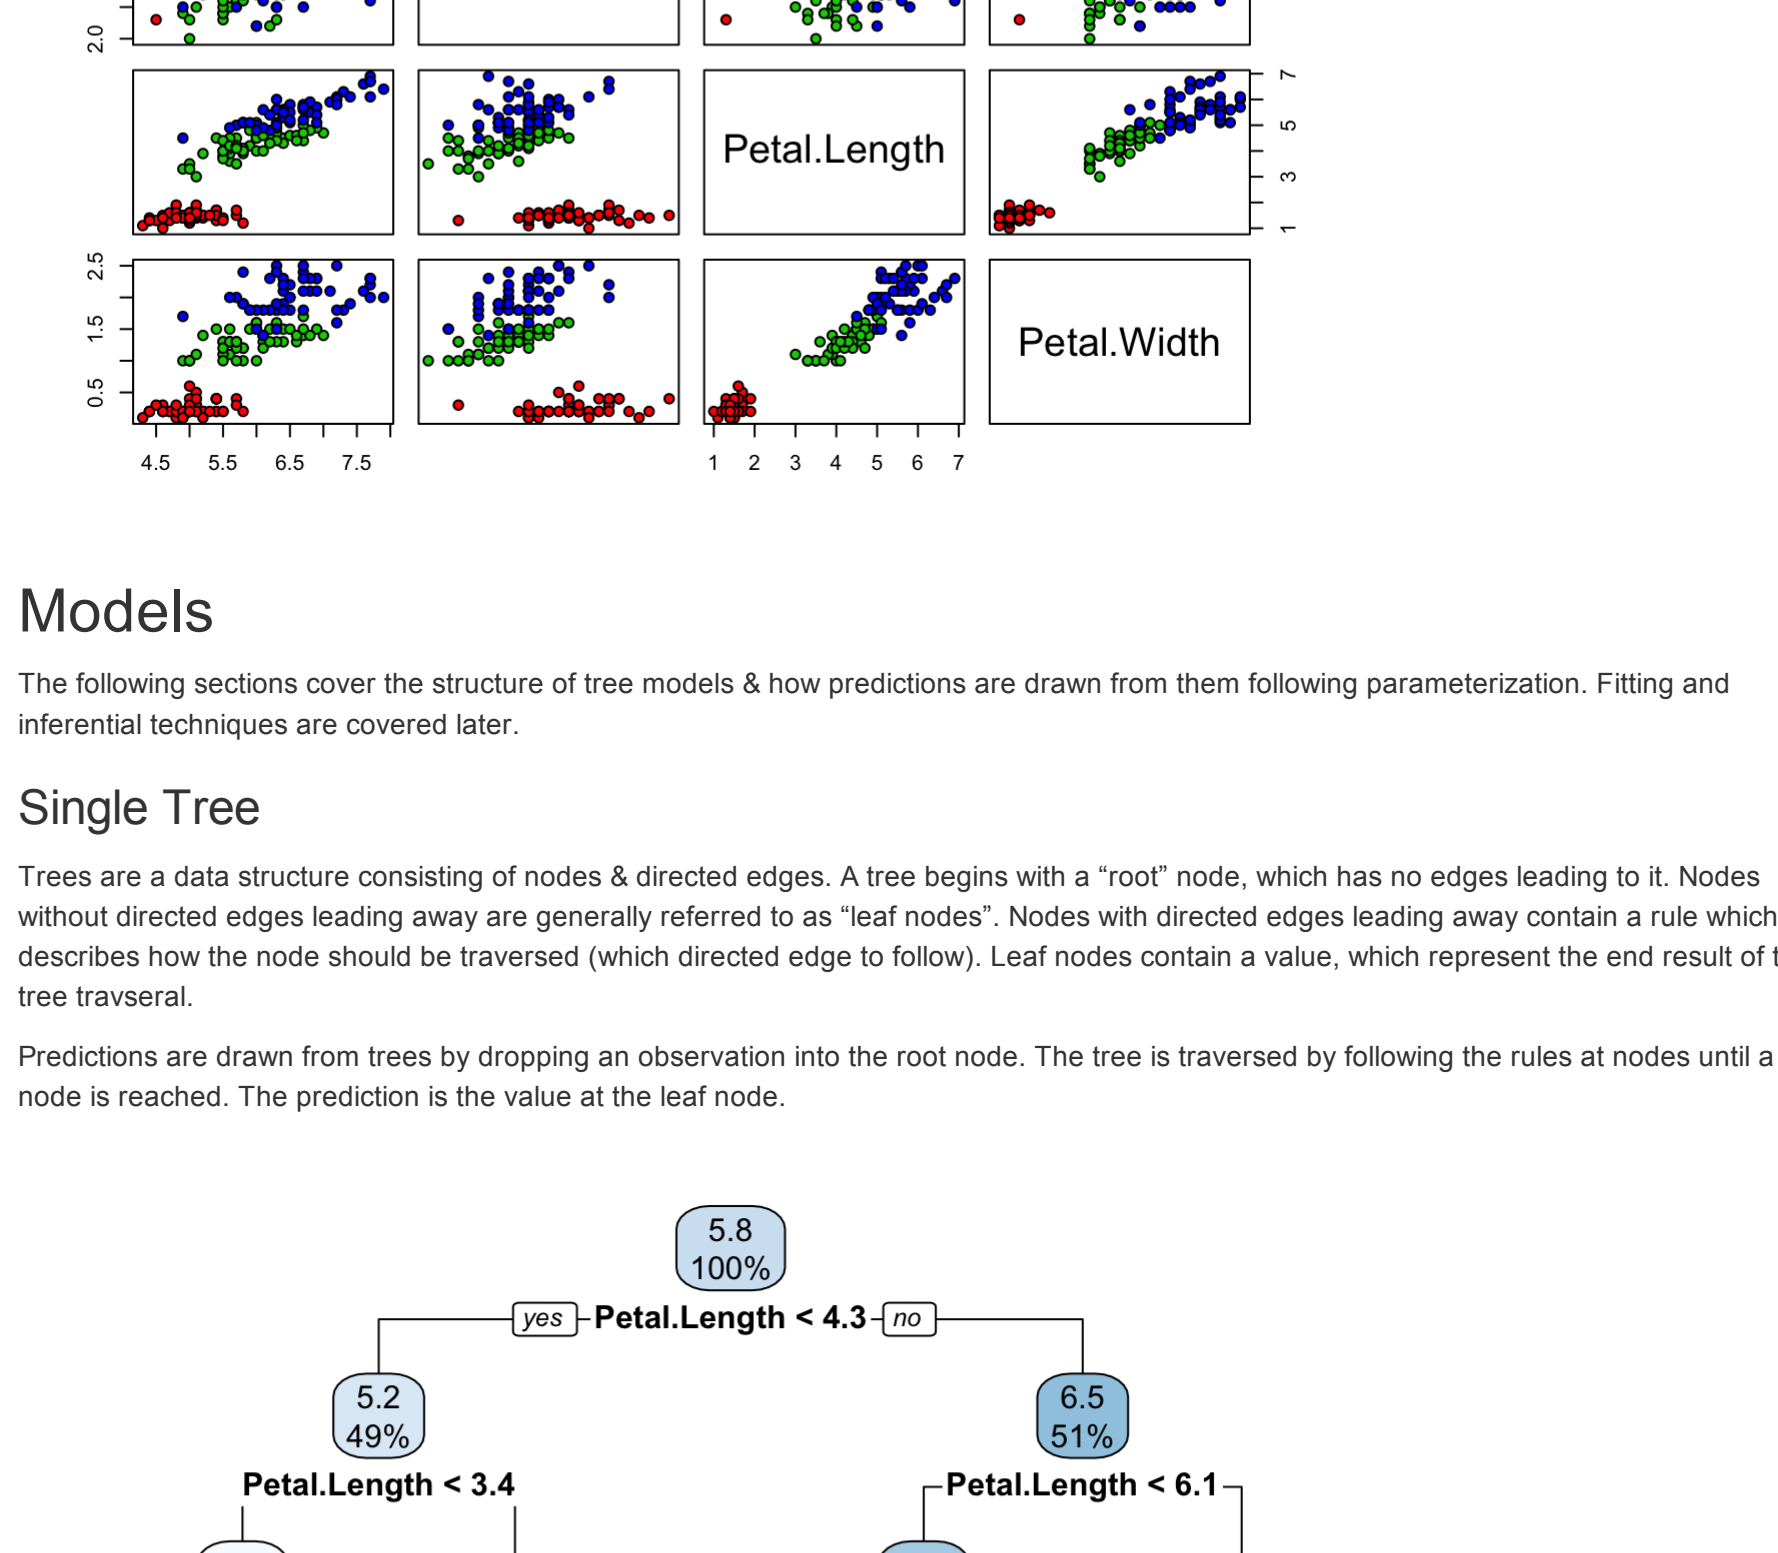 2.0
Petal.Length
7
5
3
1
2.5
1.5
0.5
Petal.Width
4.5 5.5 6.5 7.5
1 2 3 4 5 6 7
Models
The following sections cover the structure of tree models & how predictions are drawn from them following parameterization. Fitting and
inferential techniques are covered later.
Single Tree
Trees are a data structure consisting of nodes & directed edges. A tree begins with a “root” node, which has no edges leading to it. Nodes
without directed edges leading away are generally referred to as “leaf nodes”. Nodes with directed edges leading away contain a rule which
describes how the node should be traversed (which directed edge to follow). Leaf nodes contain a value, which represent the end result of
tree travseral.
Predictions are drawn from trees by dropping an observation into the root node. The tree is traversed by following the rules at nodes until a
node is reached. The prediction is the value at the leaf node.
5.8
100%
yes Petal.Length < 4.3 no
5.2 6.5
49% 51%
Petal.Length < 3.4 Petal.Length < 6.1